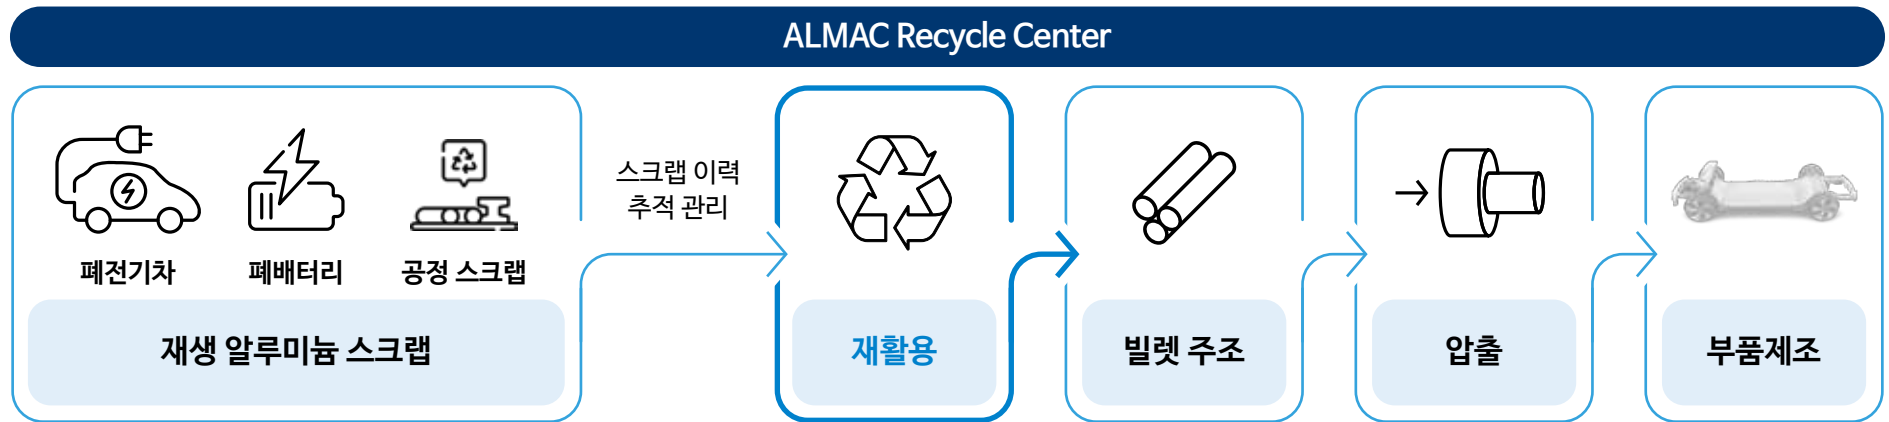 ALMAC Recycle Center
폐전기차
폐배터리
공정 스크랩
재생 알루미늄 스크랩
스크랩 이력
추적 관리
재활용
빌렛 주조
압출
부품제조